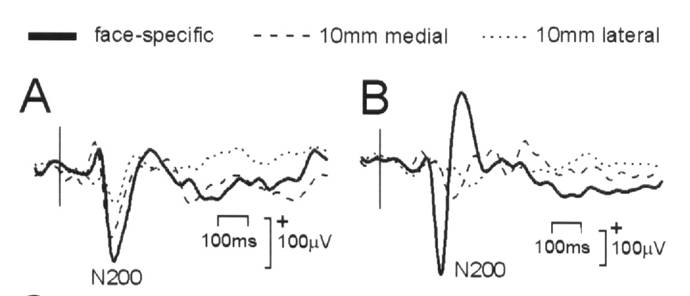 face-specific 10mm medial 10mm lateral
A B
N200
100ms
+
100µV
N200
100ms
+
100µV